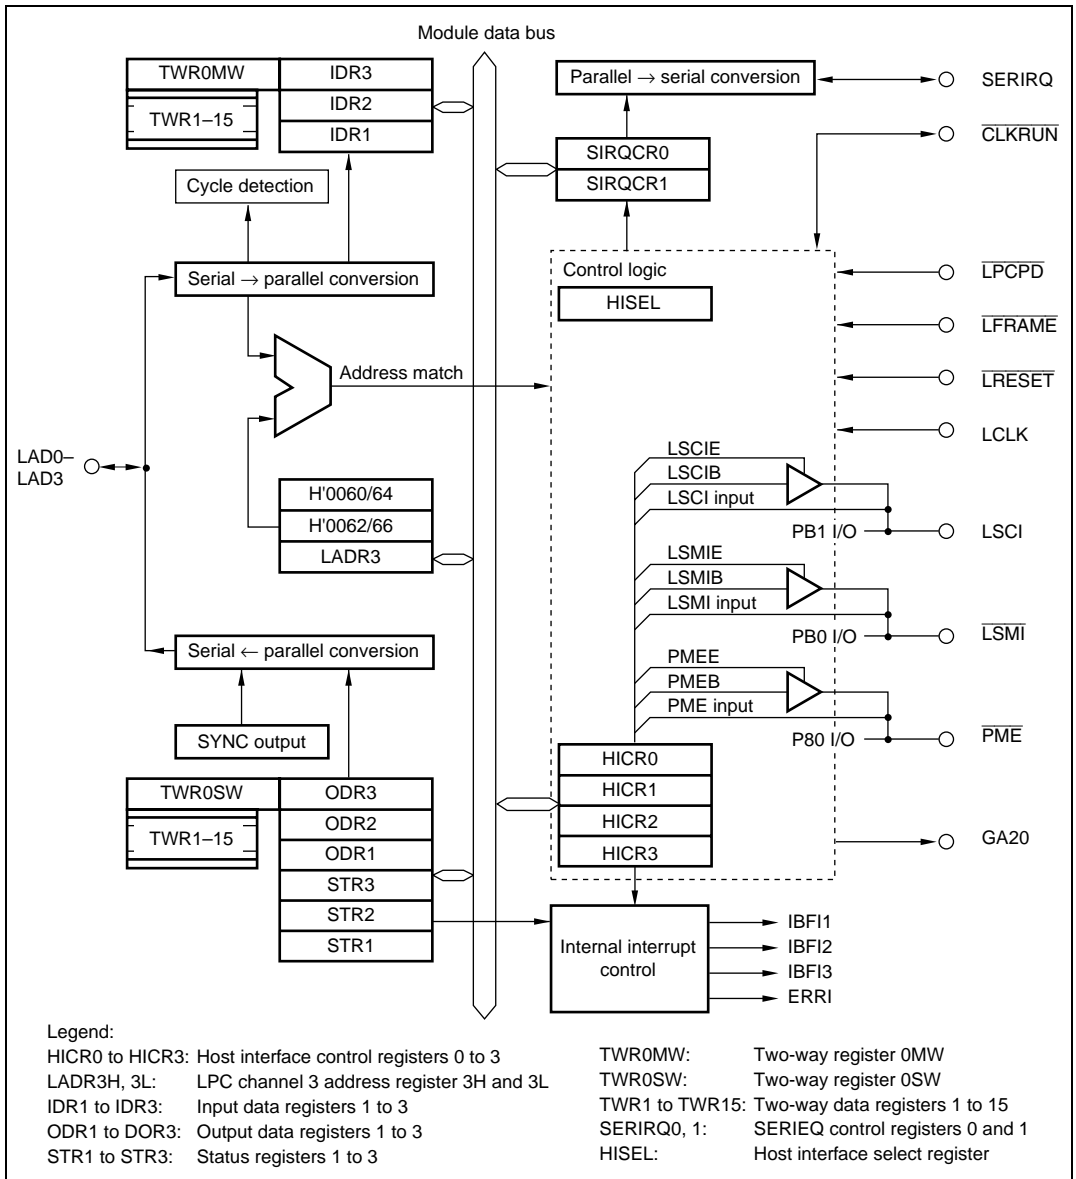 Module data bus
TWR0MW
IDR3
TWR1–15
IDR2
IDR1
Parallel → serial conversion
SERIRQ
CLKRUN
SIRQCR0
SIRQCR1
Cycle detection
Serial → parallel conversion
Control logic
HISEL
LPCPD
LFRAME
LRESET
LCLK
Address match
LAD0–
LAD3
H'0060/64
H'0062/66
LADR3
LSCIE
LSCIB
LSCI input
PB1 I/O
LSCI
LSMIE
LSMIB
LSMI input
PB0 I/O
LSMI
PMEE
PMEB
PME input
P80 I/O
PME
Serial ← parallel conversion
SYNC output
TWR0SW
ODR3
TWR1–15
ODR2
ODR1
STR3
STR2
STR1
HICR0
HICR1
HICR2
HICR3
GA20
Internal interrupt
control
IBFI1
IBFI2
IBFI3
ERRI
Legend:
HICR0 to HICR3: Host interface control registers 0 to 3
LADR3H, 3L: LPC channel 3 address register 3H and 3L
IDR1 to IDR3: Input data registers 1 to 3
ODR1 to DOR3: Output data registers 1 to 3
STR1 to STR3: Status registers 1 to 3
TWR0MW: Two-way register 0MW
TWR0SW: Two-way register 0SW
TWR1 to TWR15: Two-way data registers 1 to 15
SERIRQ0, 1: SERIEQ control registers 0 and 1
HISEL: Host interface select register